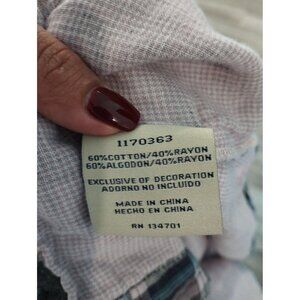 1170363
60%COTTON/40%RAYON
60%ALGODON/40%RAYON
EXCLUSIVE OF DECORATION
ADORNO NO INCLUIDO
MADE IN CHINA
HECHO EN CHINA
RN 134701